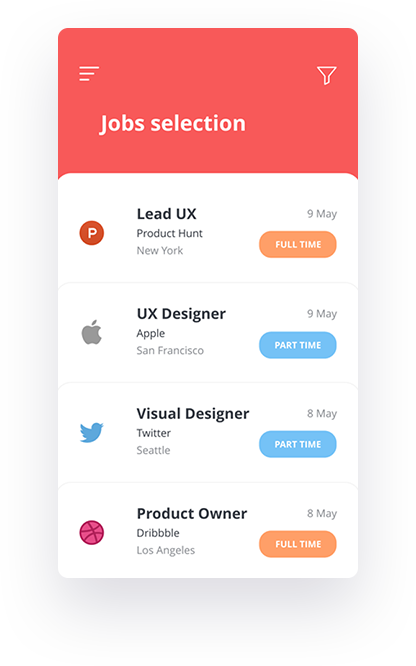 Jobs selection
Lead UX
9 May
Product Hunt
New York
FULL TIME
UX Designer
9 May
Apple
San Francisco
PART TIME
Visual Designer
8 May
Twitter
Seattle
PART TIME
Product Owner
8 May
Dribbble
Los Angeles
FULL TIME